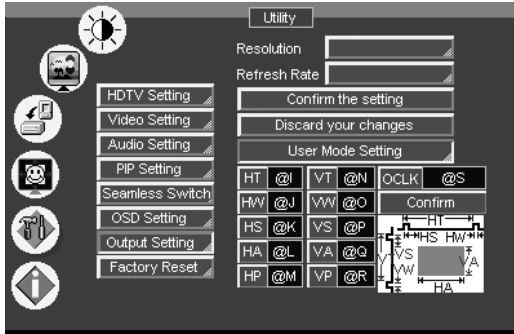 Utility
Resolution
Refresh Rate
HDTV Setting
Video Setting
Audio Setting
PIP Setting
Seamless Switch
OSD Setting
Output Setting
Factory Reset
Confirm the setting
Discard your changes
User Mode Setting
HT @I VT @N OCLK @S
HW @J VW @O Confirm
HS @K VS @P
HA @L VA @Q
HP @M VP @R
HT
HS HW
V VS VA
VW
HA